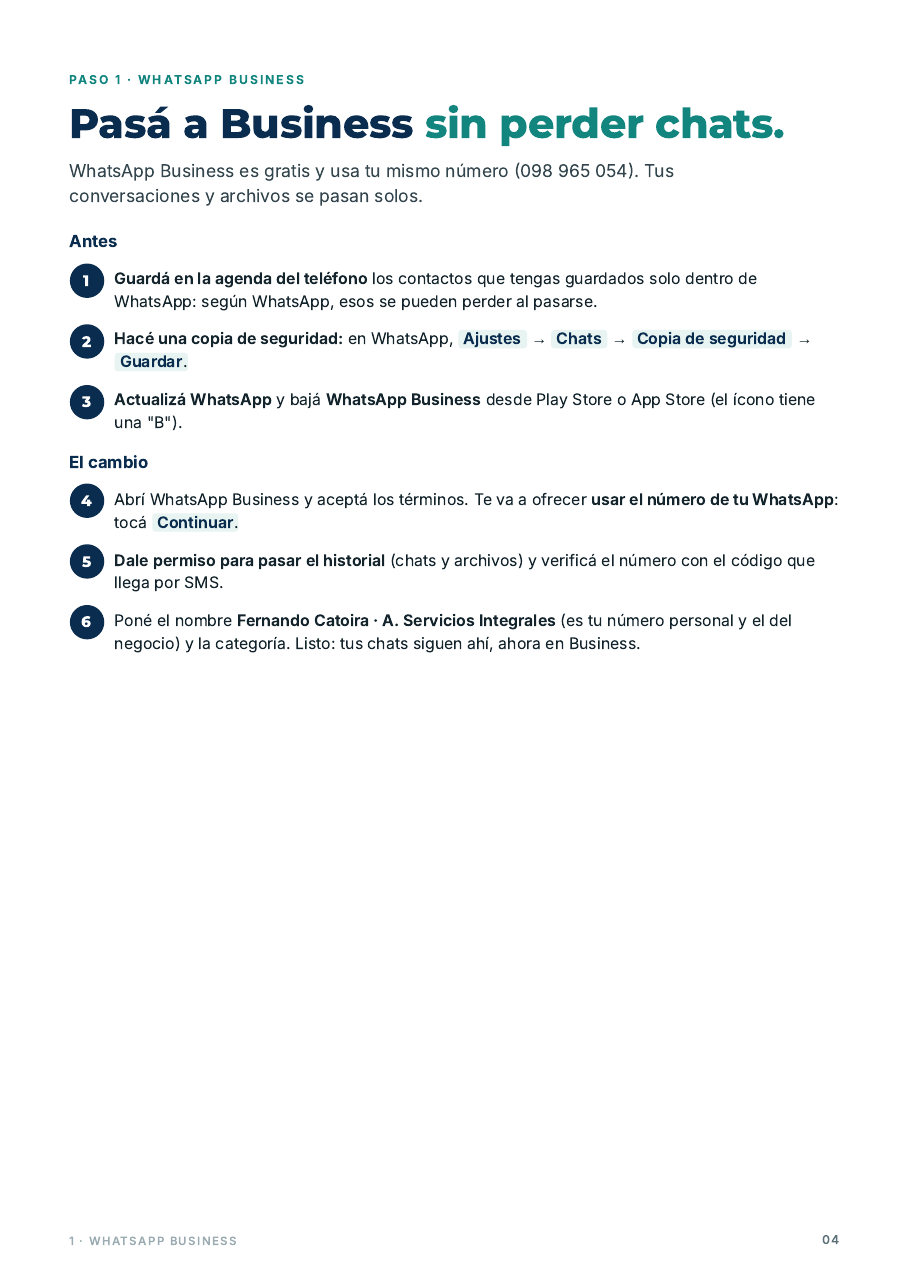 PASO 1 · WHATSAPP BUSINESS
Pasá a Business sin perder chats.
WhatsApp Business es gratis y usa tu mismo número (098 965 054). Tus
conversaciones y archivos se pasan solos.
Antes
1 Guardá en la agenda del teléfono los contactos que tengas guardados solo dentro de
WhatsApp: según WhatsApp, esos se pueden perder al pasarse.
2 Hacé una copia de seguridad: en WhatsApp, Ajustes → Chats → Copia de seguridad →
Guardar.
3 Actualizá WhatsApp y bajá WhatsApp Business desde Play Store o App Store (el ícono tiene
una "B").
El cambio
4 Abrí WhatsApp Business y aceptá los términos. Te va a ofrecer usar el número de tu WhatsApp:
tocá Continuar.
5 Dale permiso para pasar el historial (chats y archivos) y verificá el número con el código que
llega por SMS.
6 Poné el nombre Fernando Catoira · A. Servicios Integrales (es tu número personal y el del
negocio) y la categoría. Listo: tus chats siguen ahí, ahora en Business.
1 · WHATSAPP BUSINESS
04